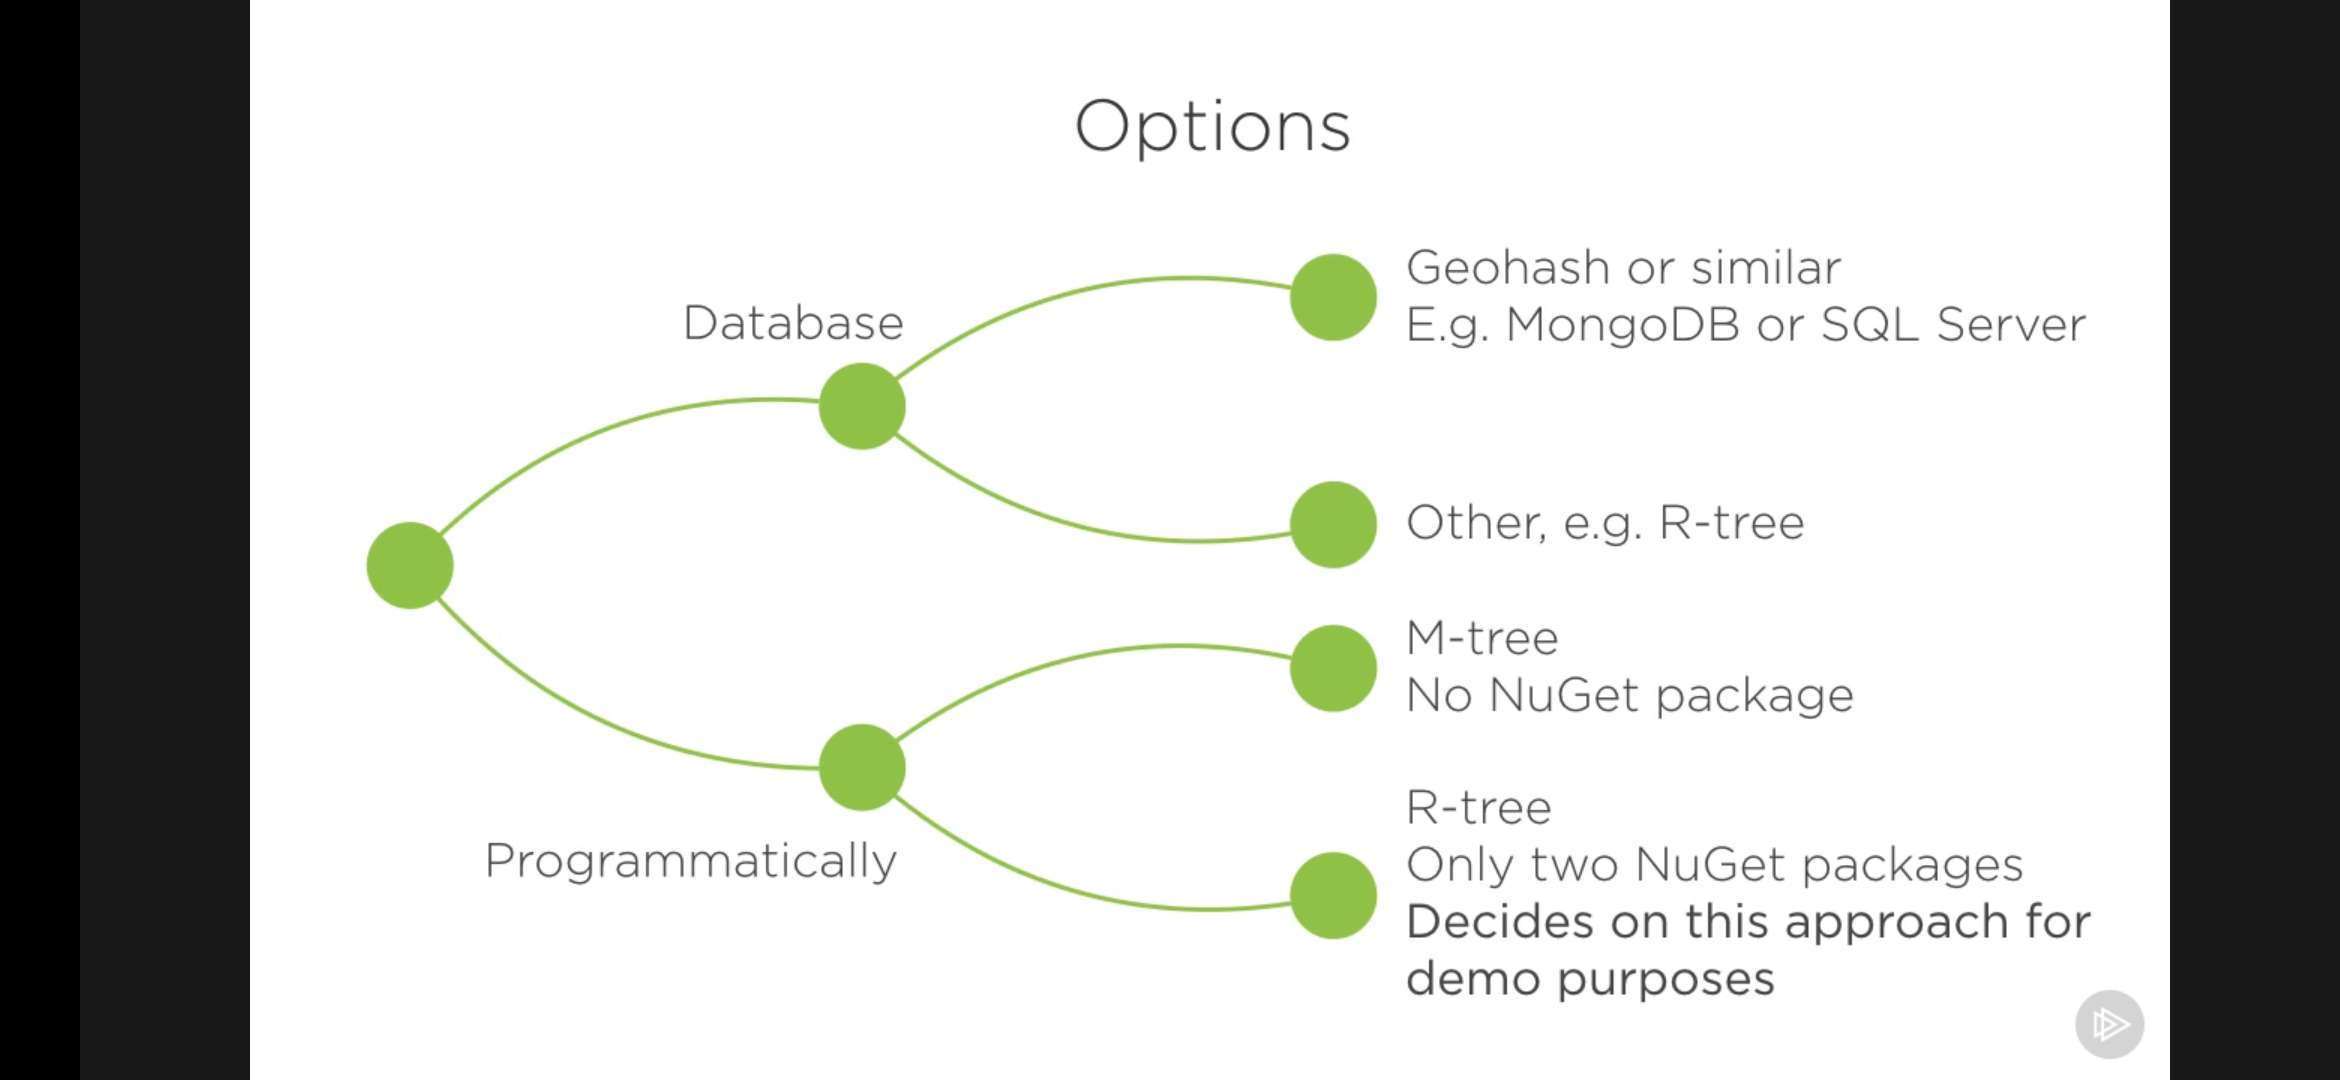 Options
Database
Geohash or similar
E.g. MongoDB or SQL Server
Other, e.g. R-tree
Programmatically
M-tree
No NuGet package
R-tree
Only two NuGet packages
Decides on this approach for
demo purposes